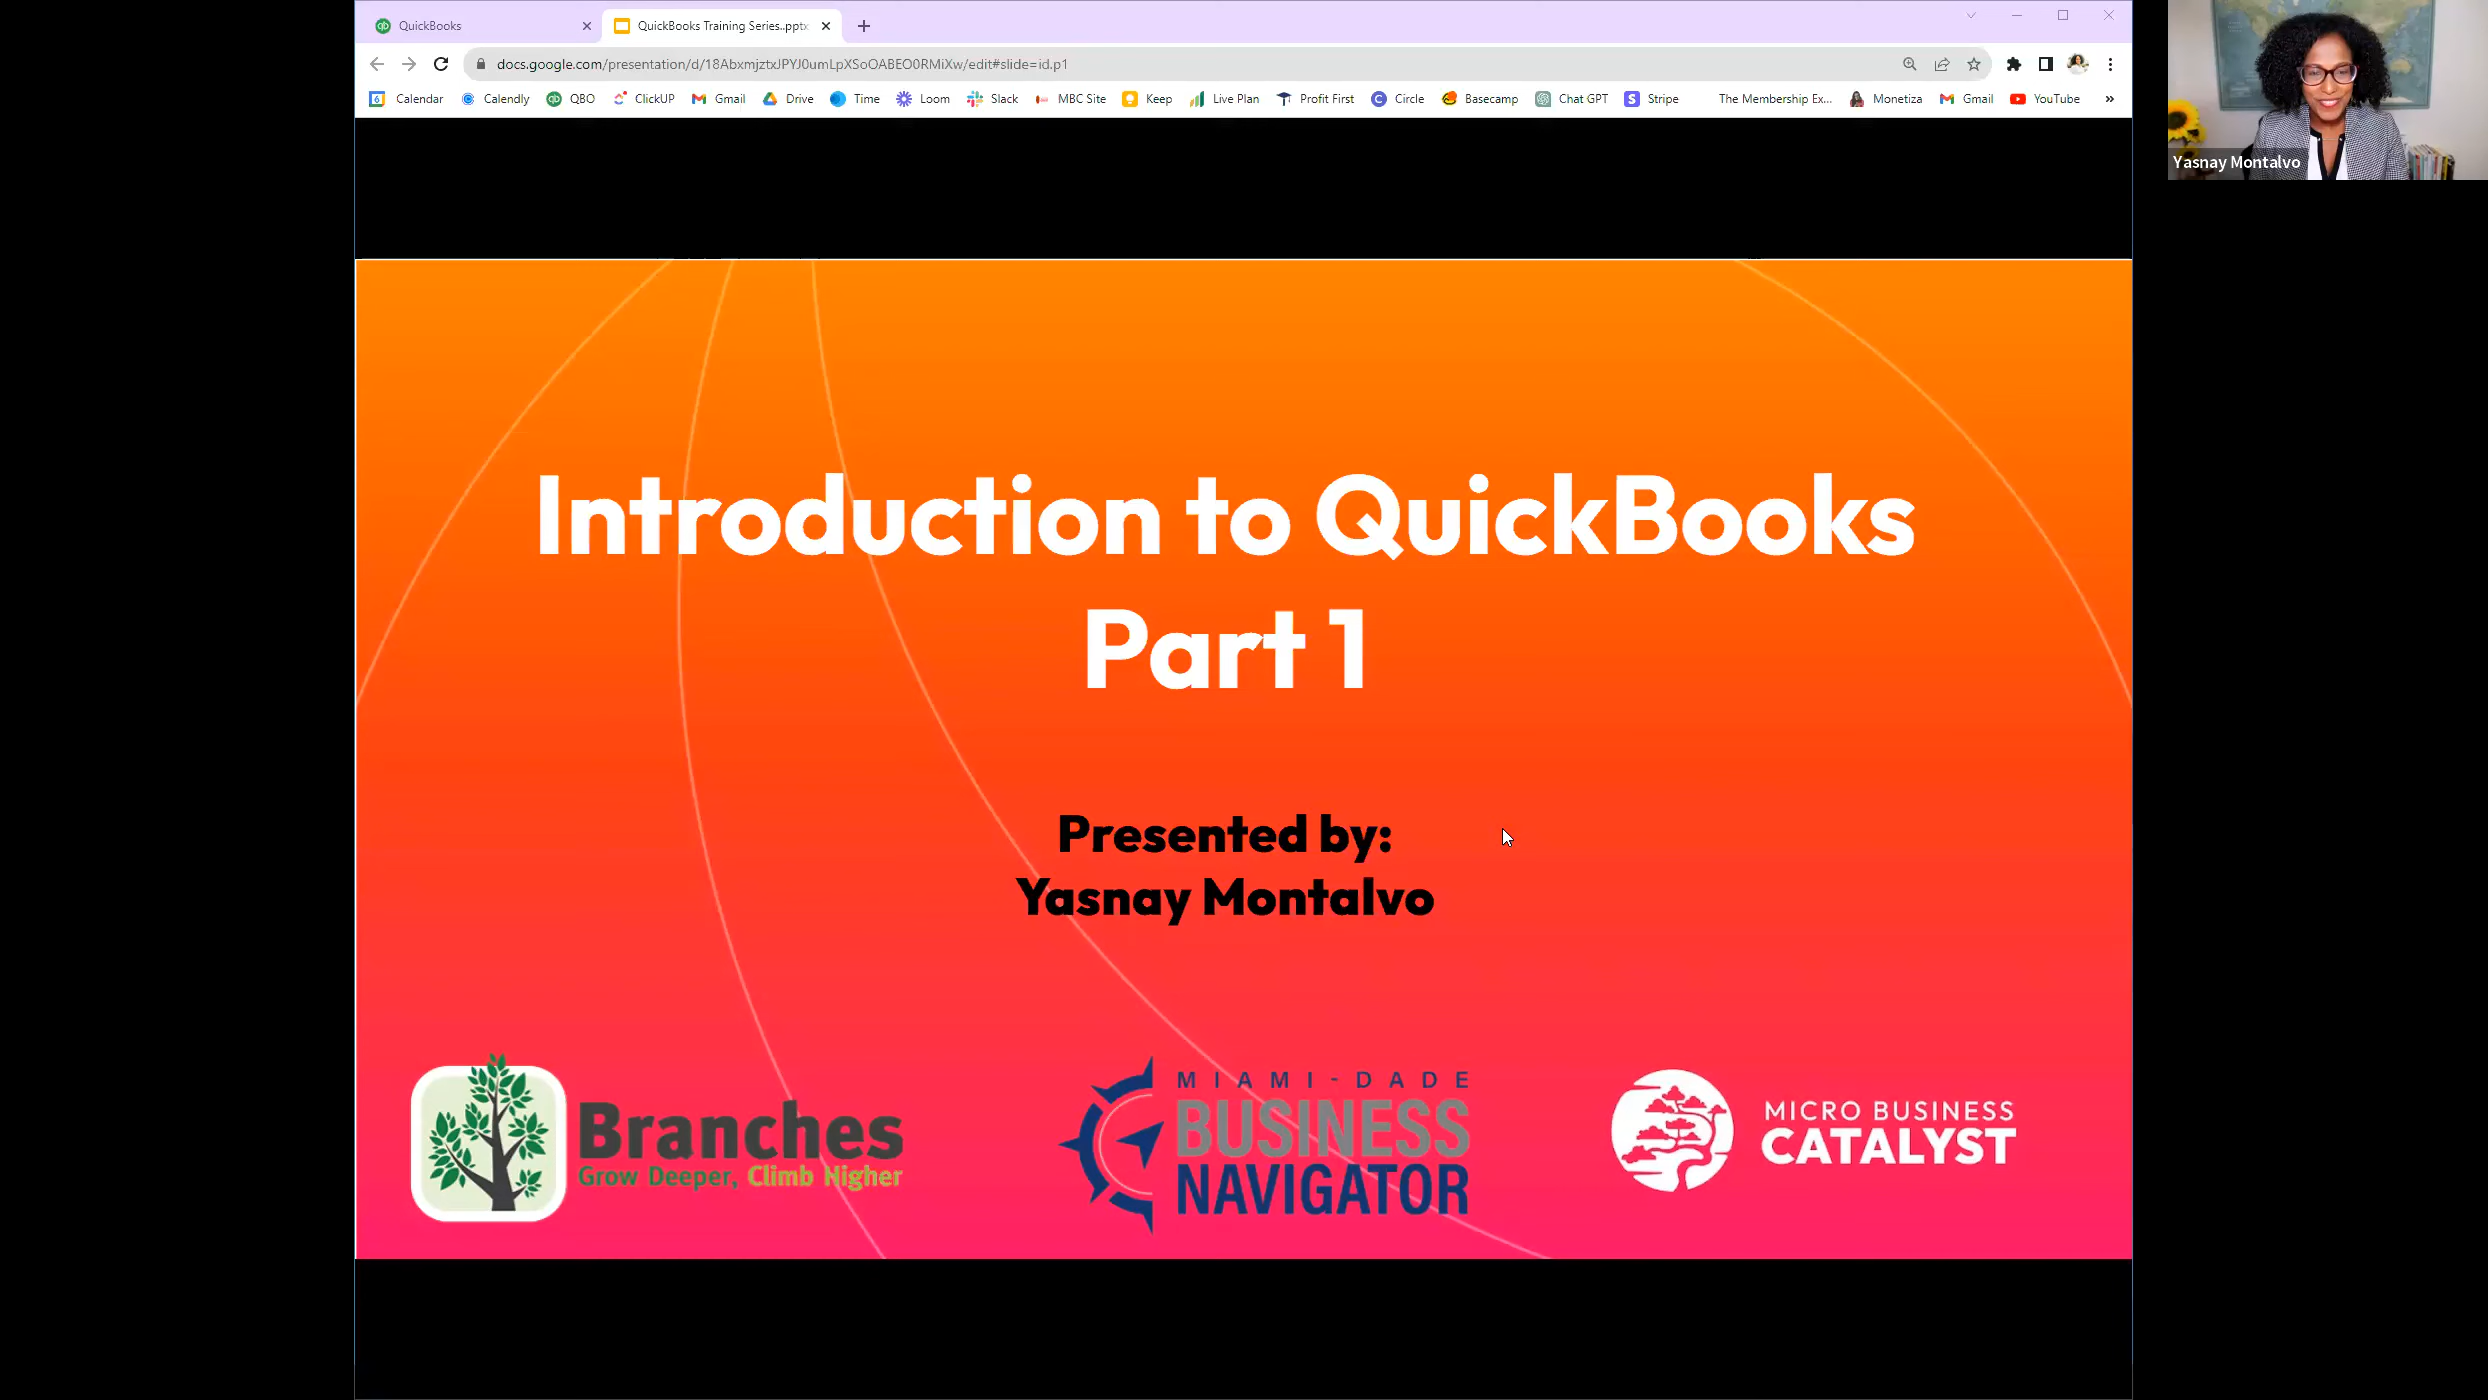 QuickBooks
QuickBooks Training Series..pptx
docs.google.com/presentation/d/18AbxmjztxJPYJ0umLpXSoOABEO0RMiXw/edit#slide=id.p1
Calendar Calendly QBO ClickUP Gmail Drive Time Loom Slack MBC Site Keep Live Plan Profit First Circle Basecamp Chat GPT Stripe The Membership Ex... Monetiza Gmail YouTube »
Yasnay Montalvo
Introduction to QuickBooks
Part 1
Presented by:
Yasnay Montalvo
Branches
Grow Deeper, Climb Higher
MIAMI-DADE
BUSINESS
NAVIGATOR
MICRO BUSINESS
CATALYST